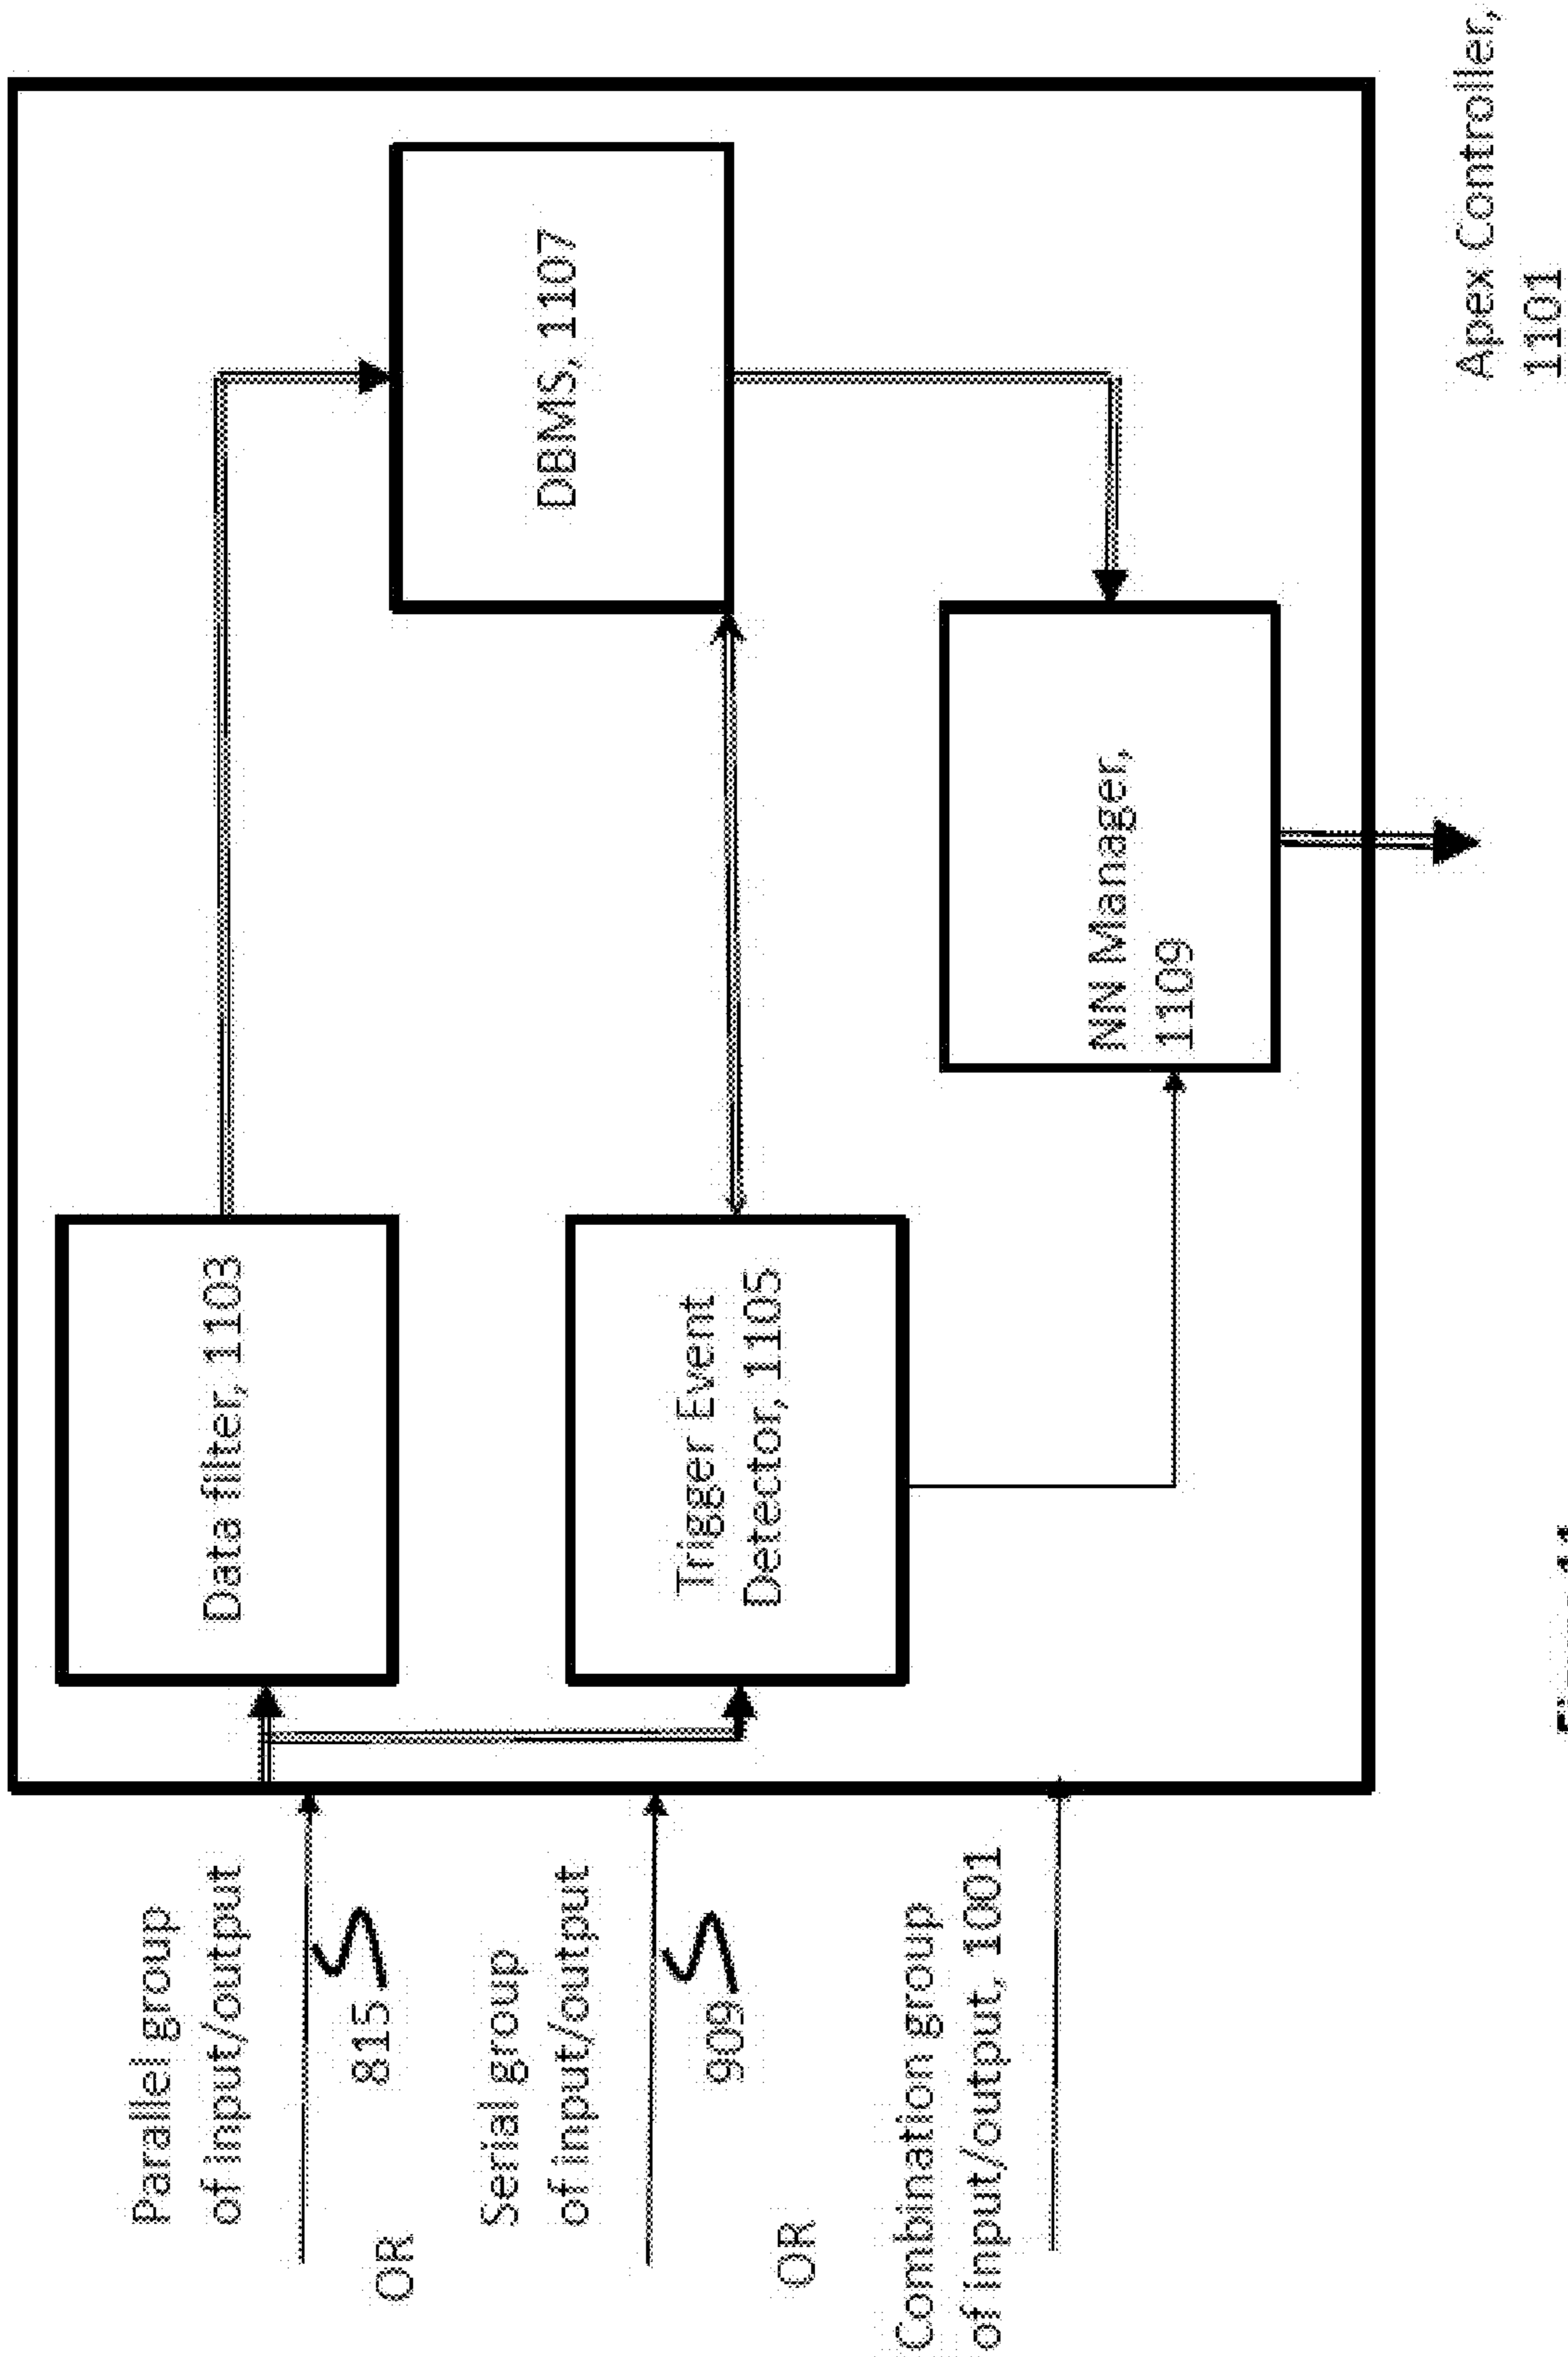 Parallel group
of input/output
815
OR
Serial group
of input/output
909
OR
Combination group
of input/output, 1001
Data filter, 1103
Trigger Event
Detector, 1105
DBMS, 1107
NN Manager,
1109
Apex Controller,
1101